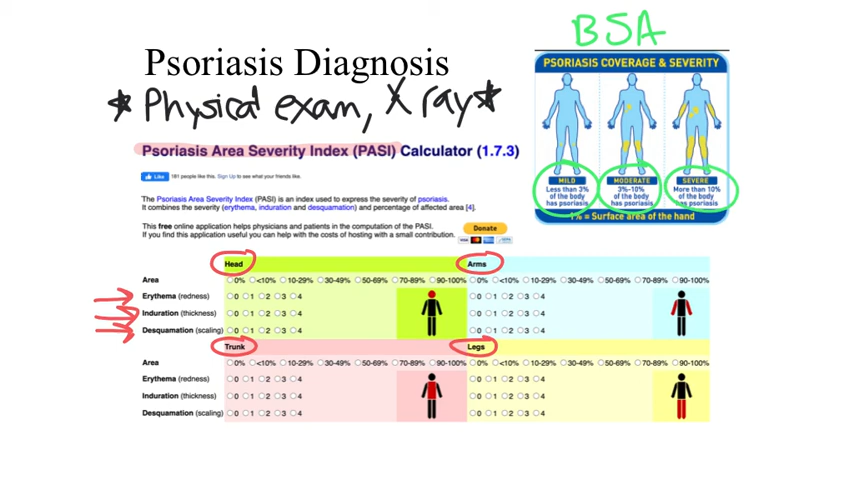 BSA
Psoriasis Diagnosis
*Physical exam, X ray*
PSORIASIS COVERAGE & SEVERITY
MILD
Less than 3%
of the body
has psoriasis
MODERATE
3%-10%
of the body
has psoriasis
SEVERE
More than 10%
of the body
has psoriasis
1% = Surface area of the hand
Psoriasis Area Severity Index (PASI) Calculator (1.7.3)
Like 181 people like this. Sign Up to see what your friends like.
The Psoriasis Area Severity Index (PASI) is an index used to express the severity of psoriasis.
It combines the severity (erythema, induration and desquamation) and percentage of affected area [4].
This free online application helps physicians and patients in the computation of the PASI.
If you find this application useful you can help with the costs of hosting with a small contribution.
Donate
Head Arms
Area 0% <10% 10-29% 30-49% 50-69% 70-89% 90-100% 0% <10% 10-29% 30-49% 50-69% 70-89% 90-100%
Erythema (redness) 0 1 2 3 4 0 1 2 3 4
Induration (thickness) 0 1 2 3 4 0 1 2 3 4
Desquamation (scaling) 0 1 2 3 4 0 1 2 3 4
Trunk Legs
Area 0% <10% 10-29% 30-49% 50-69% 70-89% 90-100% 0% <10% 10-29% 30-49% 50-69% 70-89% 90-100%
Erythema (redness) 0 1 2 3 4 0 1 2 3 4
Induration (thickness) 0 1 2 3 4 0 1 2 3 4
Desquamation (scaling) 0 1 2 3 4 0 1 2 3 4